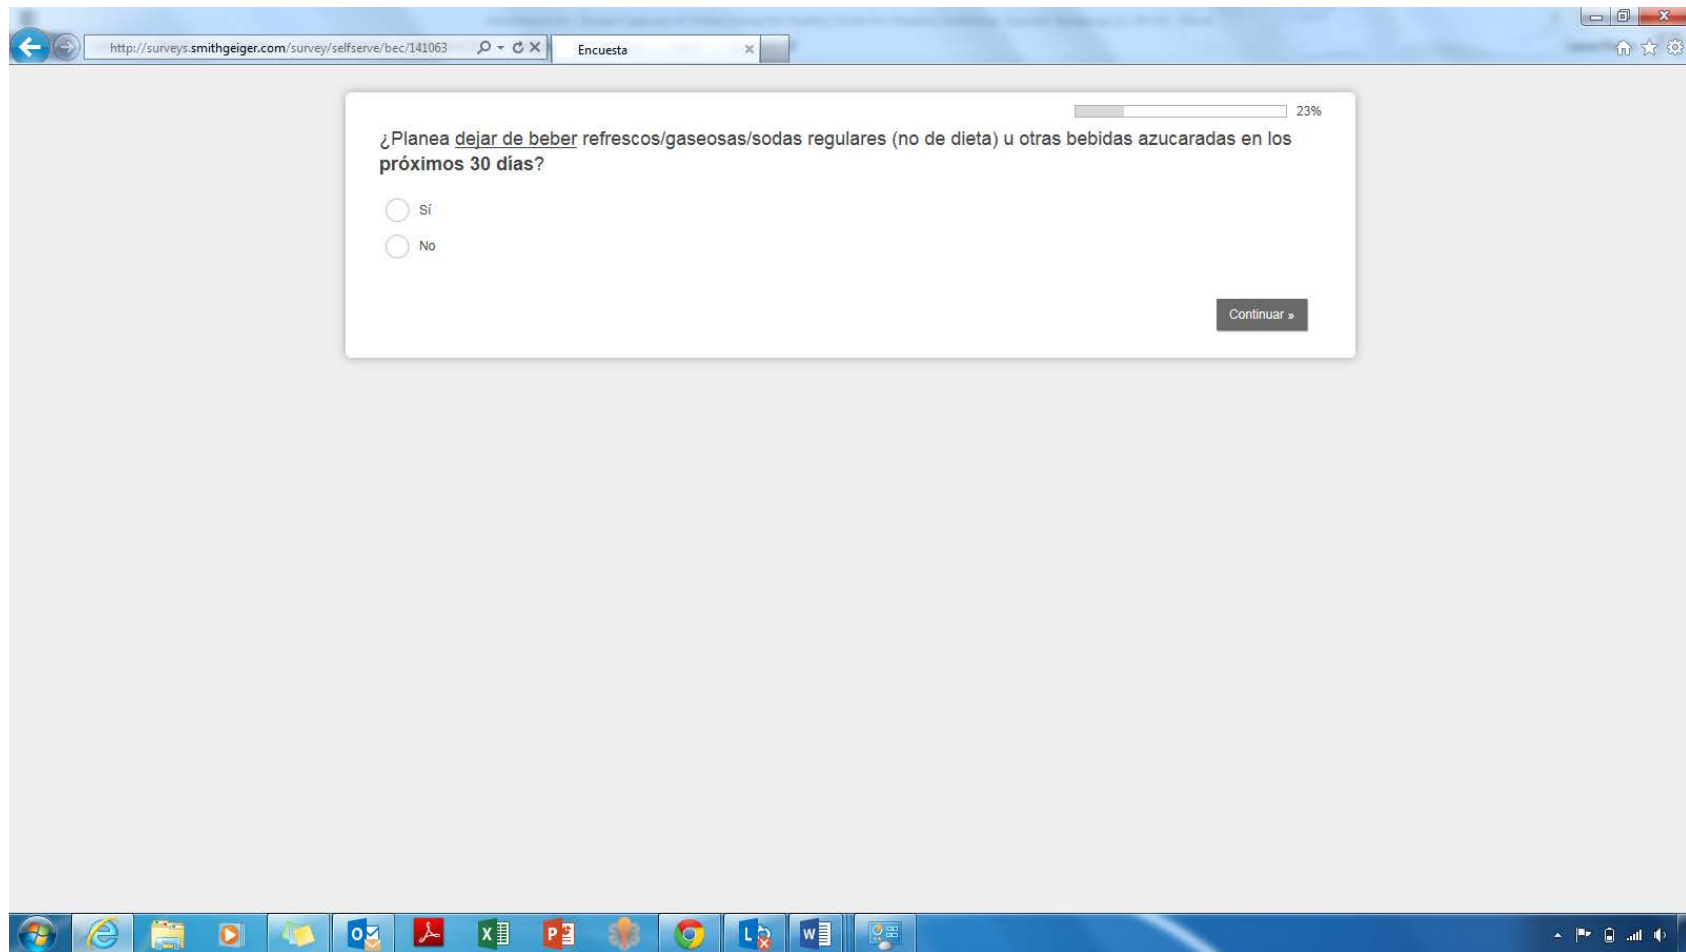 http://surveys.smithgeiger.com/survey/selfserve/bec/141063
Encuesta
23%
¿Planea dejar de beber refrescos/gaseosas/sodas regulares (no de dieta) u otras bebidas azucaradas en los
próximos 30 días?
Sí
No
Continuar »